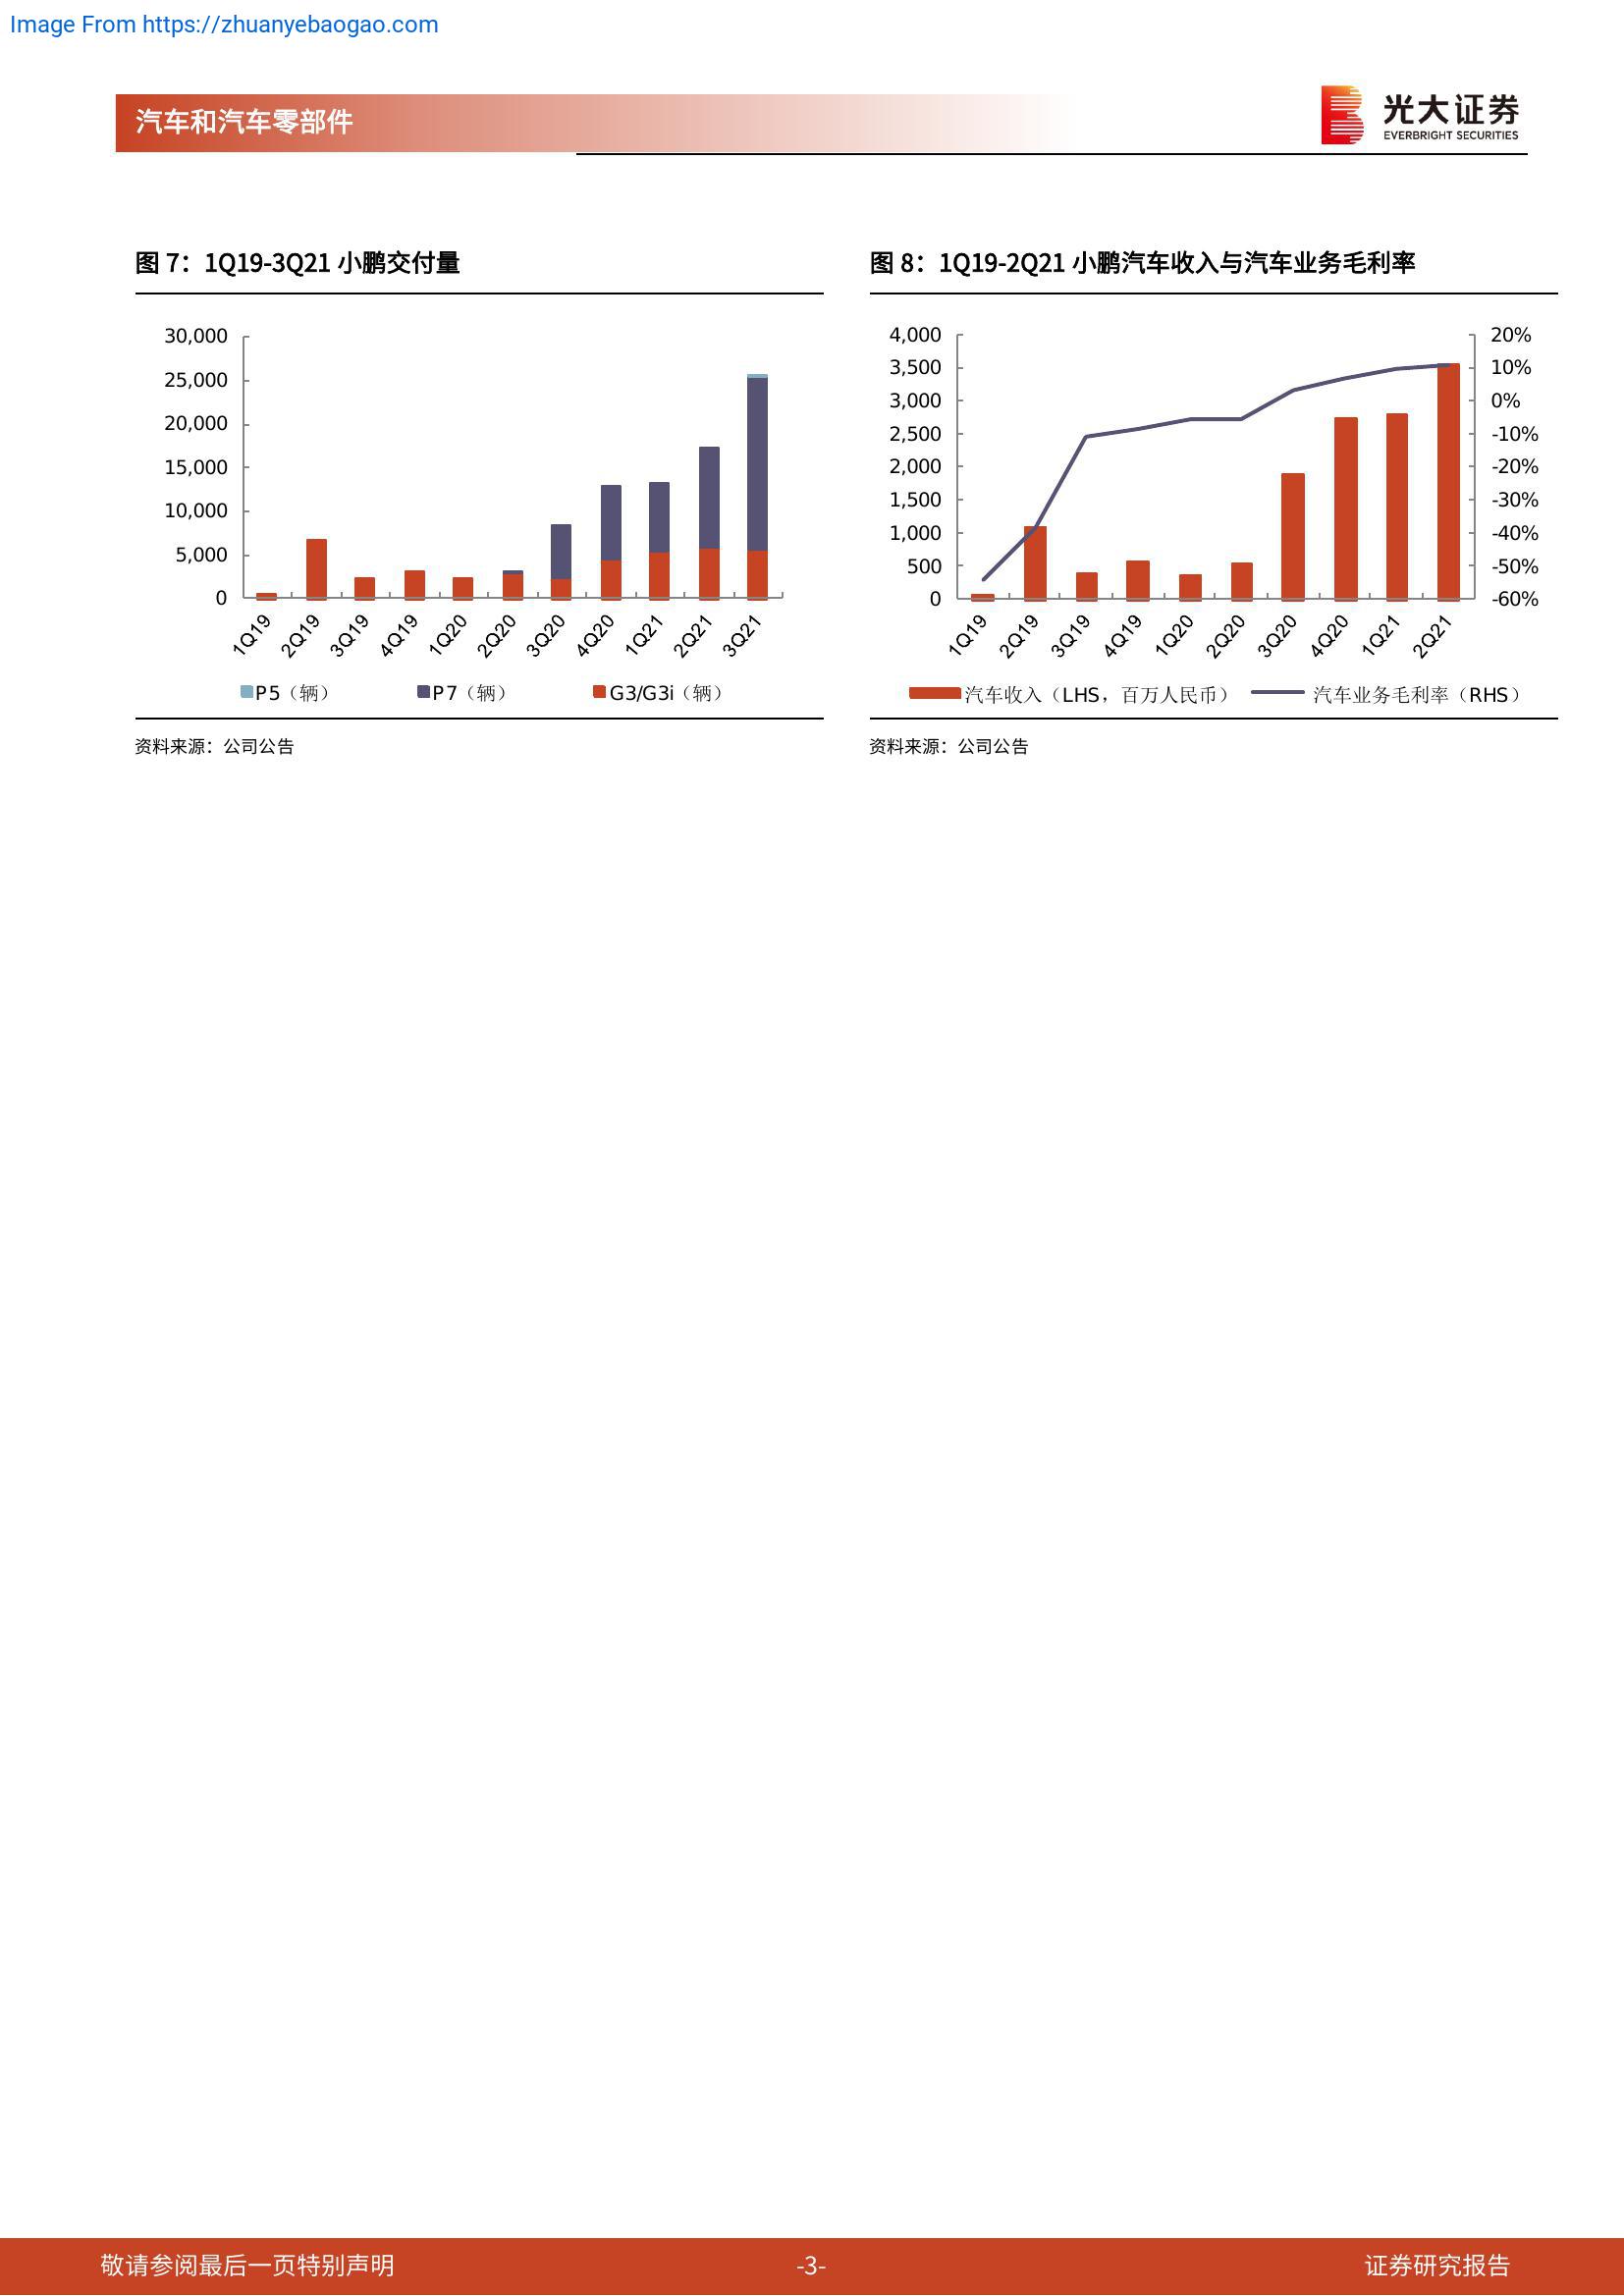 Image From https://zhuanyebaogao.com
汽车和汽车零部件
光大证券
EVERBRIGHT SECURITIES
图 7：1Q19-3Q21 小鹏交付量
30,000
25,000
20,000
15,000
10,000
5,000
0
1Q19 2Q19 3Q19 4Q19 1Q20 2Q20 3Q20 4Q20 1Q21 2Q21 3Q21
P5（辆） P7（辆） G3/G3i（辆）
资料来源：公司公告
图 8：1Q19-2Q21 小鹏汽车收入与汽车业务毛利率
4,000 20%
3,500 10%
3,000 0%
2,500 -10%
2,000 -20%
1,500 -30%
1,000 -40%
500 -50%
0 -60%
1Q19 2Q19 3Q19 4Q19 1Q20 2Q20 3Q20 4Q20 1Q21 2Q21
汽车收入（LHS，百万人民币） 汽车业务毛利率（RHS）
资料来源：公司公告
敬请参阅最后一页特别声明 -3- 证券研究报告